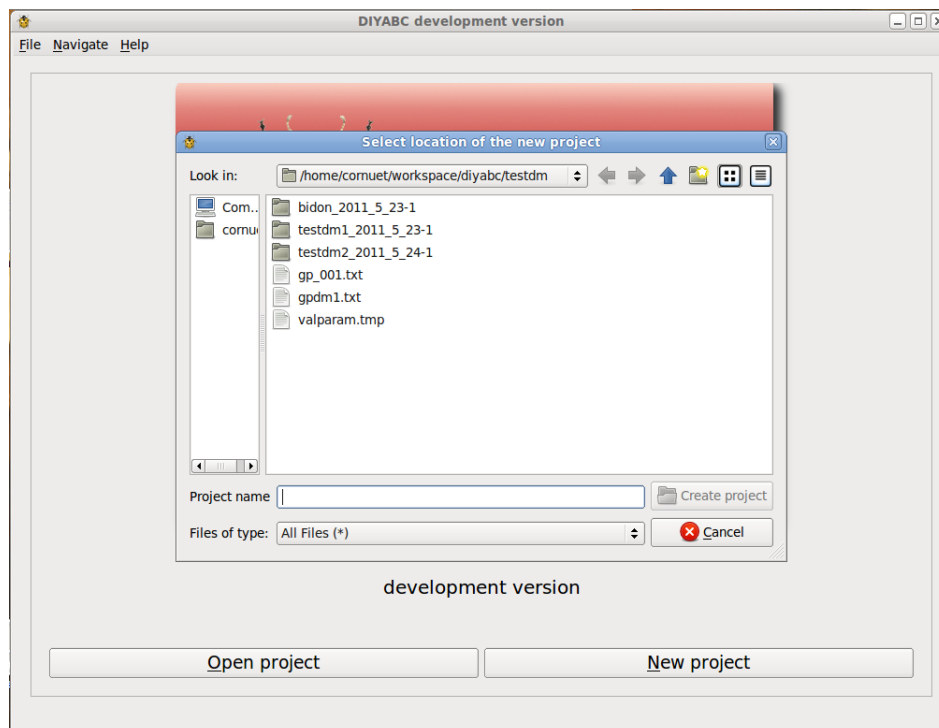 DIYABC development version
File Navigate Help
Select location of the new project
Look in: /home/cornuet/workspace/diyabc/testdm
Com..
cornu
bidon_2011_5_23-1
testdm1_2011_5_23-1
testdm2_2011_5_24-1
gp_001.txt
gpdm1.txt
valparam.tmp
Project name Create project
Files of type: All Files (*) Cancel
development version
Open project New project